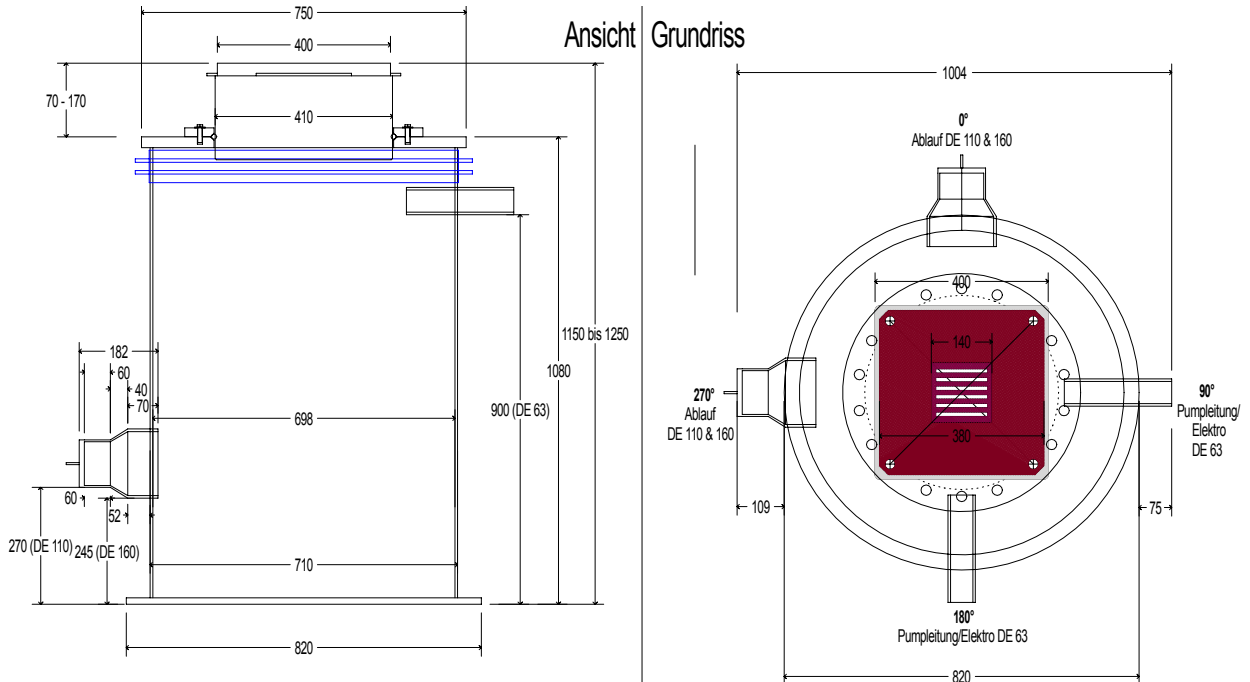 750
Ansicht
400
70 - 170
410
1150 bis 1250
1080
182
60
40
70
900 (DE 63)
698
60
52
270 (DE 110)
245 (DE 160)
710
820
Grundriss
1004
0°
Ablauf DE 110 & 160
400
140
270°
Ablauf
DE 110 & 160
90°
Pumpleitung/
Elektro
DE 63
380
109
75
180°
Pumpleitung/Elektro DE 63
820